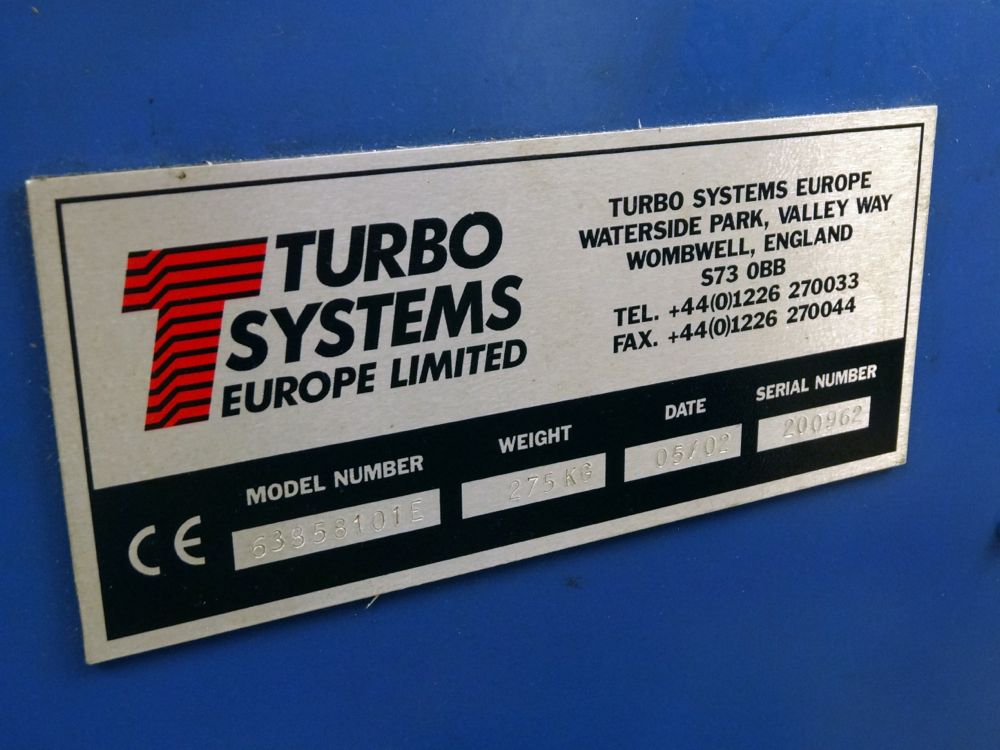 TURBO
SYSTEMS
EUROPE LIMITED
TURBO SYSTEMS EUROPE
WATERSIDE PARK, VALLEY WAY
WOMBWELL, ENGLAND
S73 0BB
TEL. +44(0)1226 270033
FAX. +44(0)1226 270044
CE
MODEL NUMBER
63858101E
WEIGHT
275 KG
DATE
05/02
SERIAL NUMBER
200962